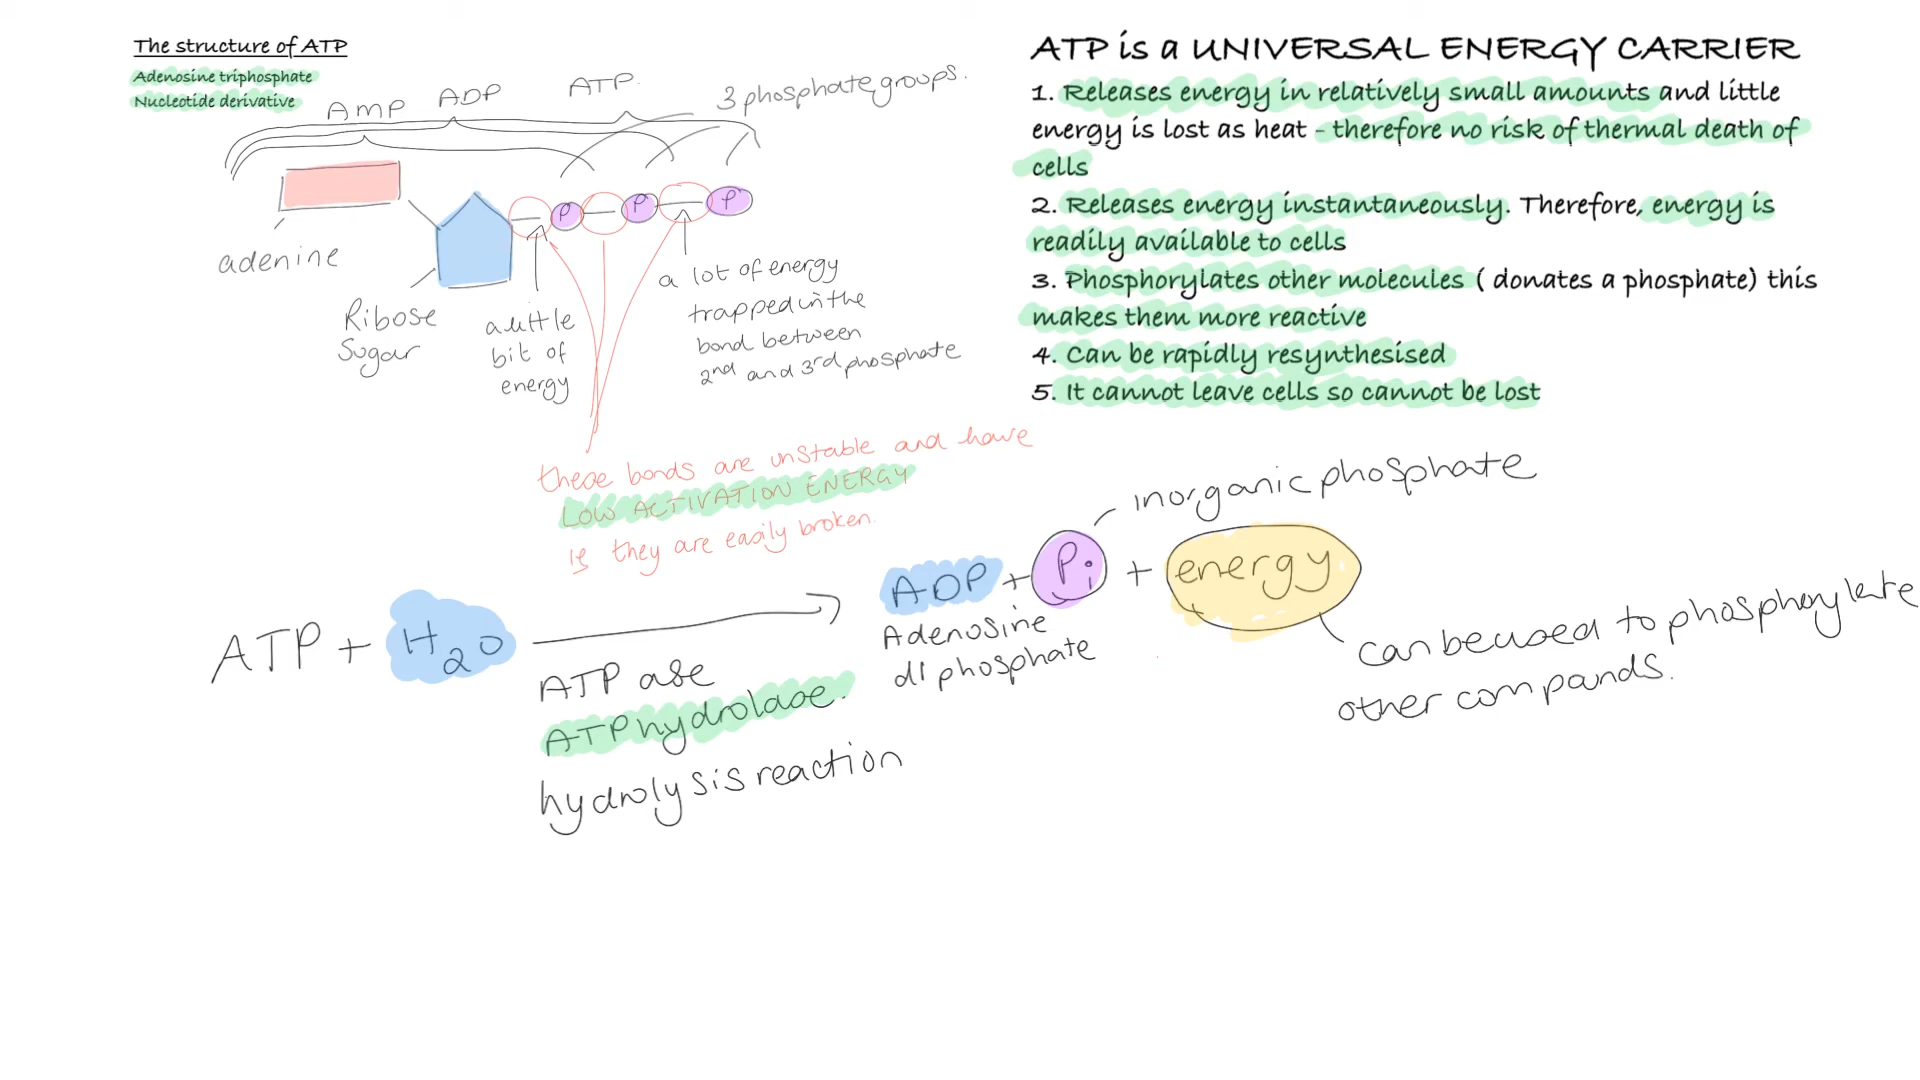 The structure of ATP
Adenosine triphosphate
Nucleotide derivative
AMP
ADP
ATP.
3 phosphate groups.
adenine
Ribose
Sugar
P
P
P
a little
bit of
energy
a lot of energy
trapped in the
bond between
2nd and 3rd phosphate
these bonds are unstable and have
LOW ACTIVATION ENERGY
ie they are easily broken.
ATP is a UNIVERSAL ENERGY CARRIER
1. Releases energy in relatively small amounts and little
energy is lost as heat - therefore no risk of thermal death of
cells
2. Releases energy instantaneously. Therefore, energy is
readily available to cells
3. Phosphorylates other molecules ( donates a phosphate) this
makes them more reactive
4. Can be rapidly resynthesised
5. It cannot leave cells so cannot be lost
inorganic phosphate
ATP + H2O
ADP + Pi + energy
Adenosine
diphosphate
ATP ase
ATP hydrolase.
hydrolysis reaction
can be used to phosphorylate
other compounds.